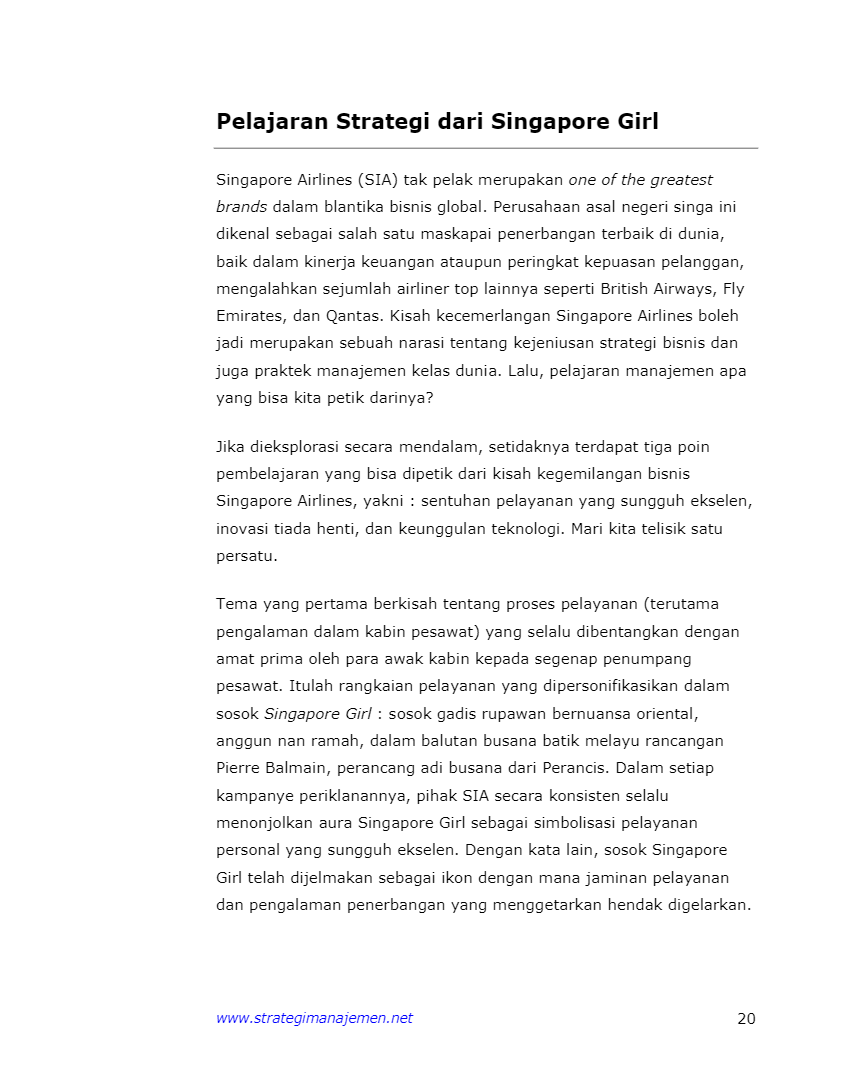 Pelajaran Strategi dari Singapore Girl
Singapore Airlines (SIA) tak pelak merupakan one of the greatest
brands dalam blantika bisnis global. Perusahaan asal negeri singa ini
dikenal sebagai salah satu maskapai penerbangan terbaik di dunia,
baik dalam kinerja keuangan ataupun peringkat kepuasan pelanggan,
mengalahkan sejumlah airliner top lainnya seperti British Airways, Fly
Emirates, dan Qantas. Kisah kecemerlangan Singapore Airlines boleh
jadi merupakan sebuah narasi tentang kejeniusan strategi bisnis dan
juga praktek manajemen kelas dunia. Lalu, pelajaran manajemen apa
yang bisa kita petik darinya?
Jika dieksplorasi secara mendalam, setidaknya terdapat tiga poin
pembelajaran yang bisa dipetik dari kisah kegemilangan bisnis
Singapore Airlines, yakni : sentuhan pelayanan yang sungguh ekselen,
inovasi tiada henti, dan keunggulan teknologi. Mari kita telisik satu
persatu.
Tema yang pertama berkisah tentang proses pelayanan (terutama
pengalaman dalam kabin pesawat) yang selalu dibentangkan dengan
amat prima oleh para awak kabin kepada segenap penumpang
pesawat. Itulah rangkaian pelayanan yang dipersonifikasikan dalam
sosok Singapore Girl : sosok gadis rupawan bernuansa oriental,
anggun nan ramah, dalam balutan busana batik melayu rancangan
Pierre Balmain, perancang adi busana dari Perancis. Dalam setiap
kampanye periklanannya, pihak SIA secara konsisten selalu
menonjolkan aura Singapore Girl sebagai simbolisasi pelayanan
personal yang sungguh ekselen. Dengan kata lain, sosok Singapore
Girl telah dijelmakan sebagai ikon dengan mana jaminan pelayanan
dan pengalaman penerbangan yang menggetarkan hendak digelarkan.
www.strategimanajemen.net 20